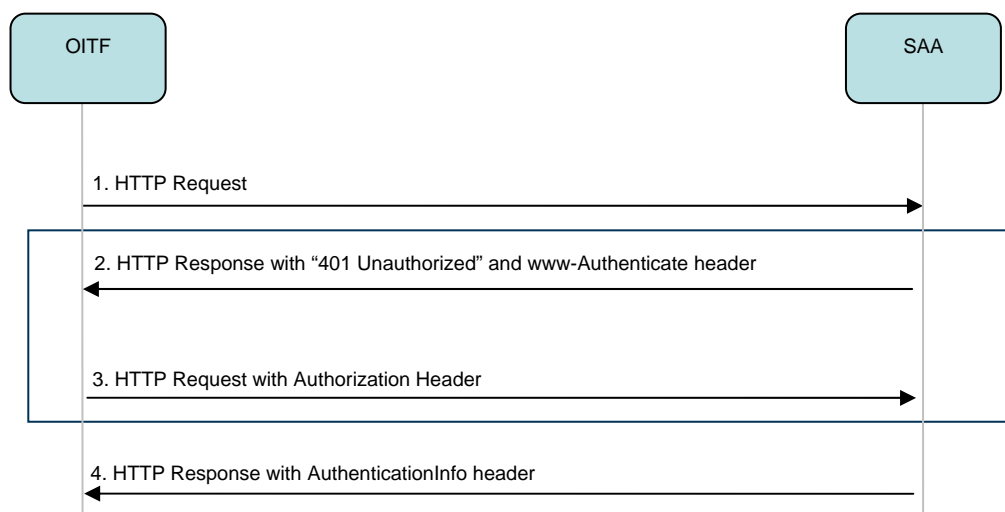 OITF
SAA
1. HTTP Request
2. HTTP Response with “401 Unauthorized” and www-Authenticate header
3. HTTP Request with Authorization Header
4. HTTP Response with AuthenticationInfo header